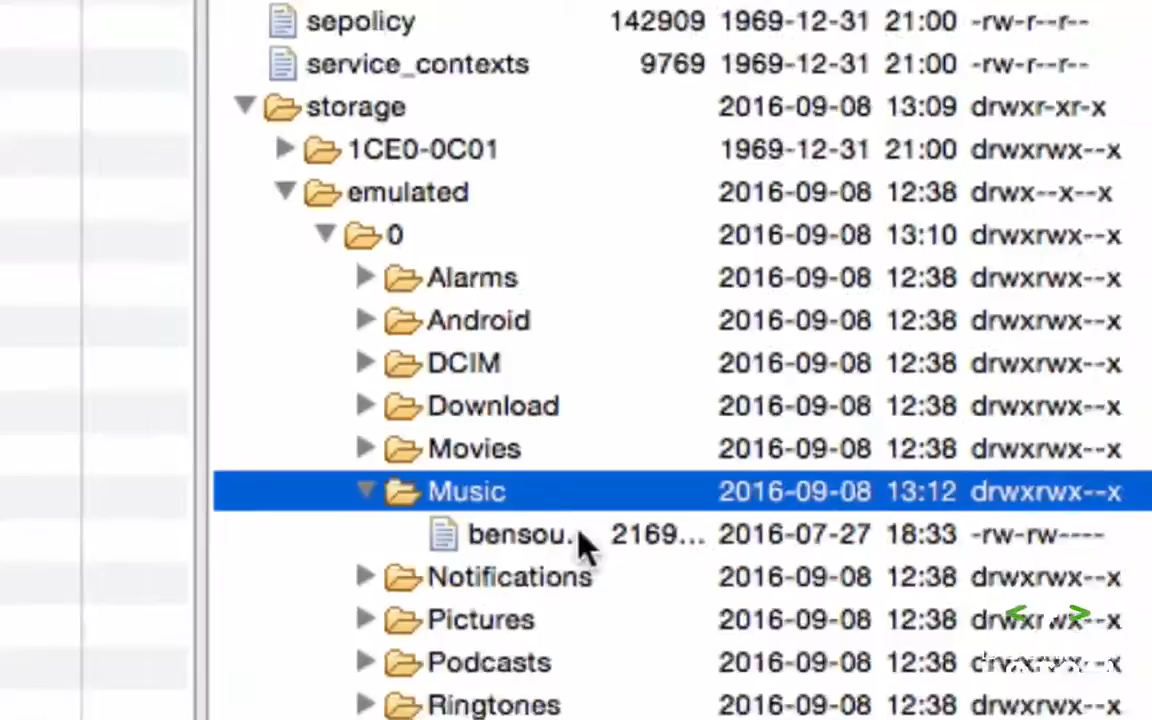 sepolicy 142909 1969-12-31 21:00 -rw-r--r--
service_contexts 9769 1969-12-31 21:00 -rw-r--r--
storage 2016-09-08 13:09 drwxr-xr-x
1CE0-0C01 1969-12-31 21:00 drwxrwx--x
emulated 2016-09-08 12:38 drwx--x--x
0 2016-09-08 13:10 drwxrwx--x
Alarms 2016-09-08 12:38 drwxrwx--x
Android 2016-09-08 12:38 drwxrwx--x
DCIM 2016-09-08 12:38 drwxrwx--x
Download 2016-09-08 12:38 drwxrwx--x
Movies 2016-09-08 12:38 drwxrwx--x
Music 2016-09-08 13:12 drwxrwx--x
bensou... 2169... 2016-07-27 18:33 -rw-rw----
Notifications 2016-09-08 12:38 drwxrwx--x
Pictures 2016-09-08 12:38 drwxrwx--x
Podcasts 2016-09-08 12:38 drwxrwx--x
Ringtones 2016-09-08 12:38 drwxrwx--x